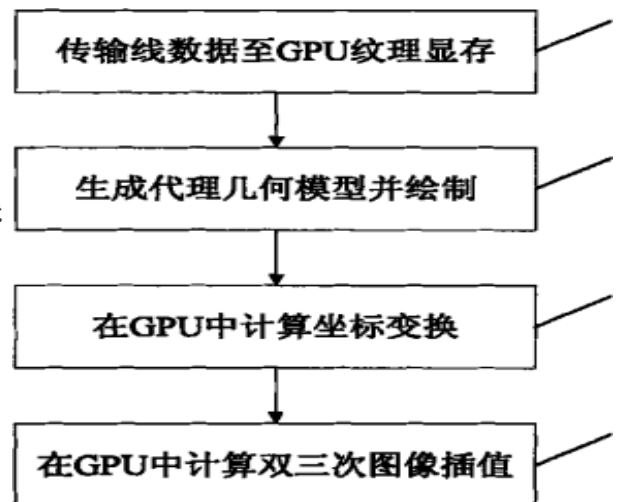 传输线数据至GPU纹理显存
生成代理几何模型并绘制
在GPU中计算坐标变换
在GPU中计算双三次图像插值